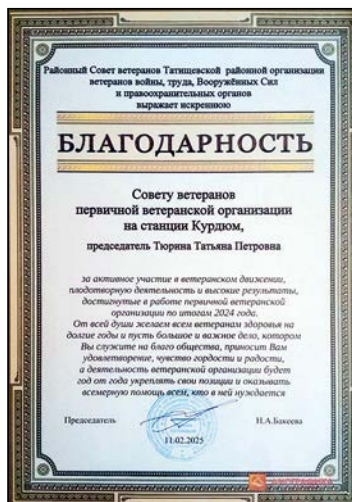 Районный Совет ветеранов Татищевской районной организации
ветеранов войны, труда, Вооружённых Сил
и правоохранительных органов
выражает искреннюю
БЛАГОДАРНОСТЬ
Совету ветеранов
первичной ветеранской организации
на станции Курдюм,
председатель Тюрина Татьяна Петровна
за активное участие в ветеранском движении,
плодотворную деятельность и высокие результаты,
достигнутые в работе первичной ветеранской
организации по итогам 2024 года.
От всей души желаем всем ветеранам здоровья на
долгие годы и пусть большое и важное дело, котором
Вы служите на благо общества, приносит Вам
удовлетворение, чувство гордости и радости,
а деятельность ветеранской организации будет
год от года укреплять свои позиции и оказывать
всемерную помощь всем, кто в ней нуждается
Председатель Н.А.Бакеева
11.02.2025